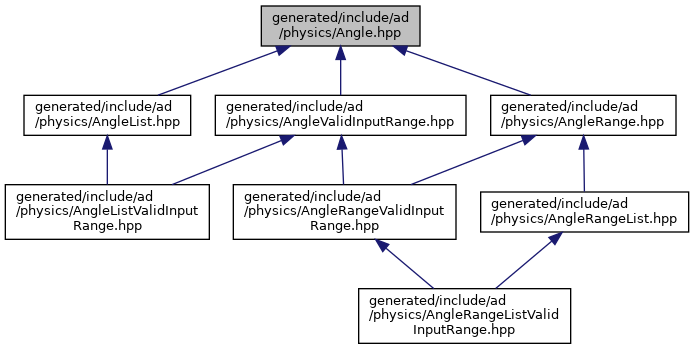 generated/include/ad
/physics/Angle.hpp
generated/include/ad
/physics/AngleList.hpp
generated/include/ad
/physics/AngleValidInputRange.hpp
generated/include/ad
/physics/AngleRange.hpp
generated/include/ad
/physics/AngleListValidInput
Range.hpp
generated/include/ad
/physics/AngleRangeValidInput
Range.hpp
generated/include/ad
/physics/AngleRangeList.hpp
generated/include/ad
/physics/AngleRangeListValid
InputRange.hpp